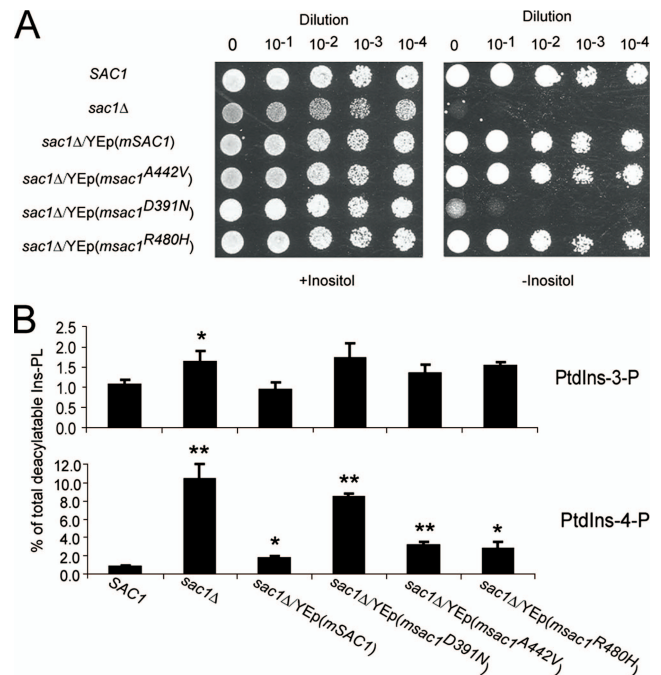 A
Dilution
Dilution
0 10⁻¹ 10⁻² 10⁻³ 10⁻⁴
0 10⁻¹ 10⁻² 10⁻³ 10⁻⁴
SAC1
sac1Δ
sac1Δ/YEp(mSAC1)
sac1Δ/YEp(msac1ᴬ⁴⁴²ⱽ)
sac1Δ/YEp(msac1ᴰ³⁹¹ᴺ)
sac1Δ/YEp(msac1ᴿ⁴⁸⁰ᴴ)
+Inositol
-Inositol
B
% of total deacylatable Ins-PL
2.5
2.0
1.5
1.0
0.5
0.0
*
PtdIns-3-P
12.0
10.0
8.0
6.0
4.0
2.0
0.0
** * ** ** *
PtdIns-4-P
SAC1
sac1Δ
sac1Δ/YEp(mSAC1)
sac1Δ/YEp(msac1ᴰ³⁹¹ᴺ)
sac1Δ/YEp(msac1ᴬ⁴⁴²ⱽ)
sac1Δ/YEp(msac1ᴿ⁴⁸⁰ᴴ)